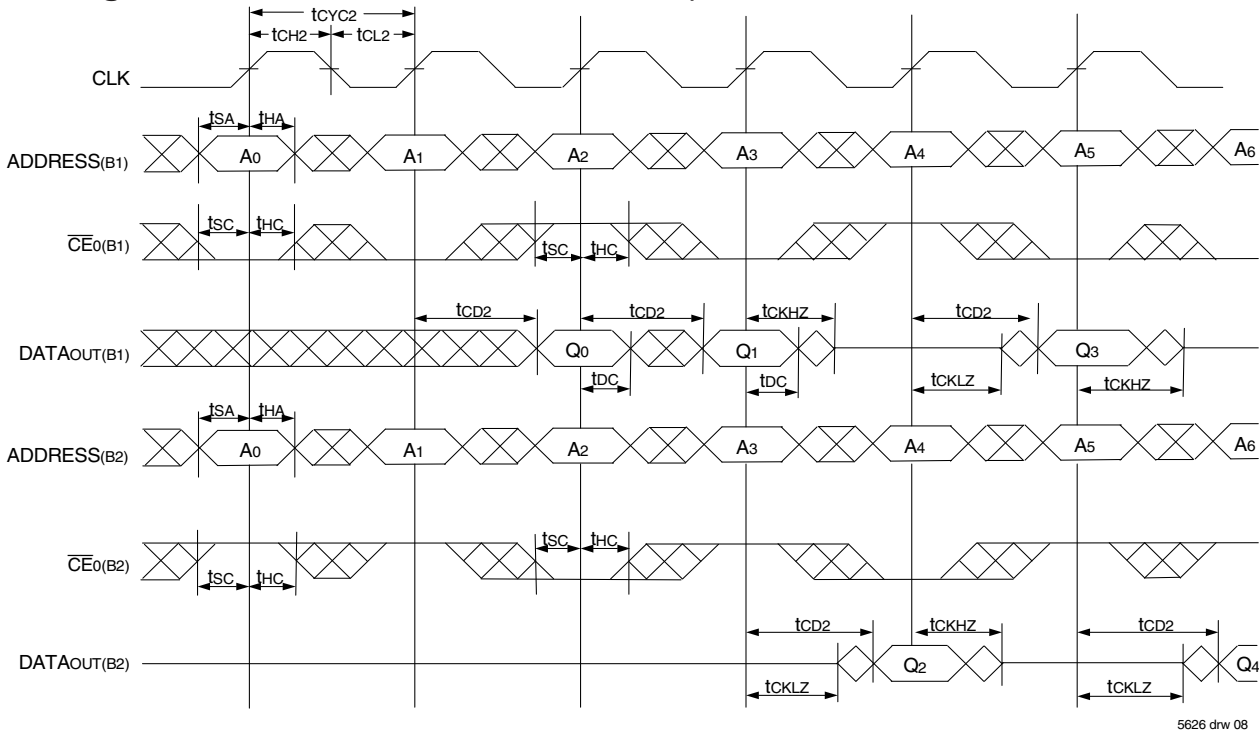 tCYC2
tCH2 tCL2
CLK
tSA tHA
ADDRESS(B1) A0 A1 A2 A3 A4 A5 A6
tSC tHC
CE0(B1) tSC tHC
tCD2 tCD2 tCKHZ tCD2
DATAOUT(B1) Q0 Q1 Q3
tDC tDC tCKLZ tCKHZ
tSA tHA
ADDRESS(B2) A0 A1 A2 A3 A4 A5 A6
tSC tHC
CE0(B2)
tSC tHC
tCD2 tCKHZ tCD2
DATAOUT(B2) Q2 Q4
tCKLZ tCKLZ
5626 drw 08